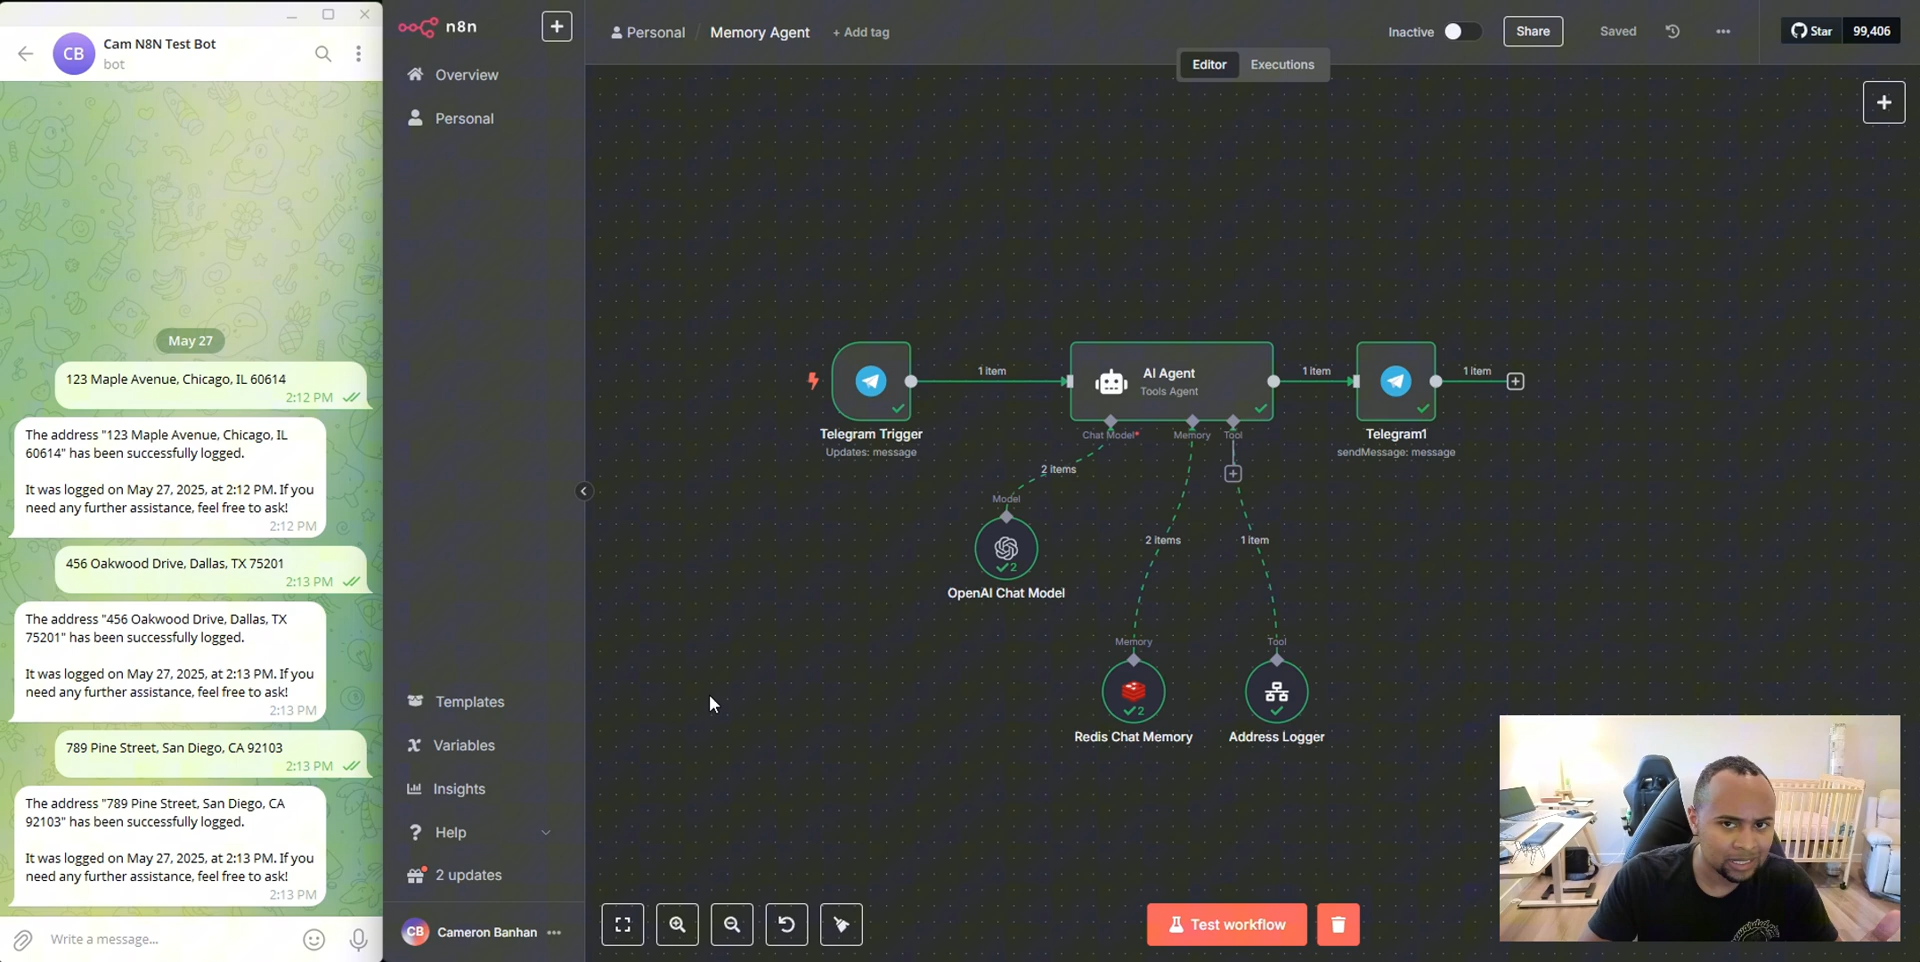 CB
Cam N8N Test Bot
bot
May 27
123 Maple Avenue, Chicago, IL 60614
2:12 PM
The address "123 Maple Avenue, Chicago, IL
60614" has been successfully logged.
It was logged on May 27, 2025, at 2:12 PM. If you
need any further assistance, feel free to ask!
2:12 PM
456 Oakwood Drive, Dallas, TX 75201
2:13 PM
The address "456 Oakwood Drive, Dallas, TX
75201" has been successfully logged.
It was logged on May 27, 2025, at 2:13 PM. If you
need any further assistance, feel free to ask!
2:13 PM
789 Pine Street, San Diego, CA 92103
2:13 PM
The address "789 Pine Street, San Diego, CA
92103" has been successfully logged.
It was logged on May 27, 2025, at 2:13 PM. If you
need any further assistance, feel free to ask!
2:13 PM
Write a message...
n8n
Overview
Personal
Templates
Variables
Insights
Help
2 updates
CB
Cameron Banhan
Personal / Memory Agent + Add tag
Inactive
Share
Saved
Star
99,406
Editor
Executions
1 item
1 item
1 item
AI Agent
Tools Agent
Telegram Trigger
Updates: message
Chat Model*
Memory
Tool
Telegram1
sendMessage: message
2 items
Model
2
OpenAI Chat Model
2 items
1 item
Memory
Tool
2
Redis Chat Memory
Address Logger
Test workflow